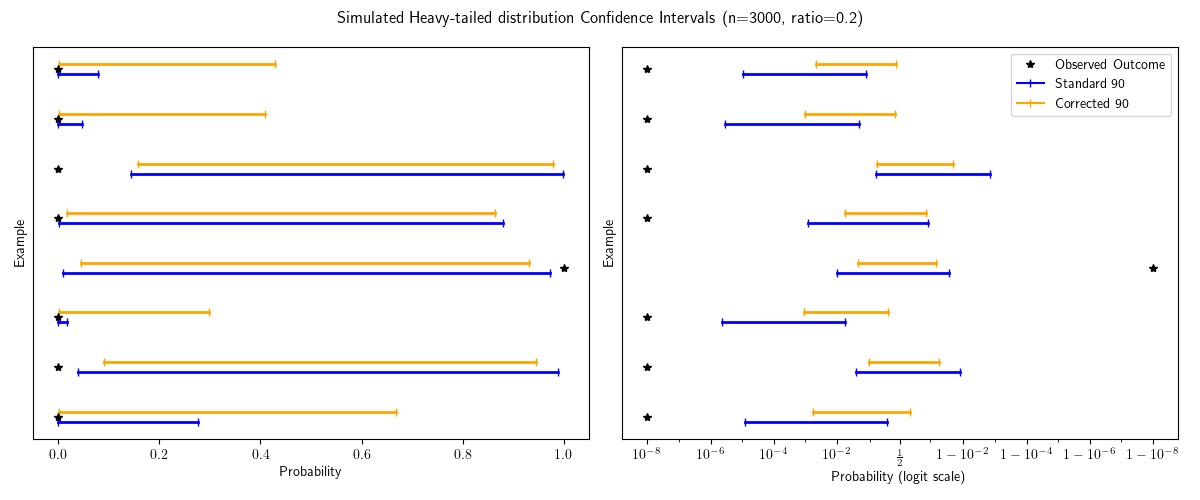 Simulated Heavy-tailed distribution Confidence Intervals (n=3000, ratio=0.2)
Example
0.0 0.2 0.4 0.6 0.8 1.0
Probability
Example
Observed Outcome
Standard 90
Corrected 90
10⁻⁸ 10⁻⁶ 10⁻⁴ 10⁻² 1/2 1 − 10⁻² 1 − 10⁻⁴ 1 − 10⁻⁶ 1 − 10⁻⁸
Probability (logit scale)